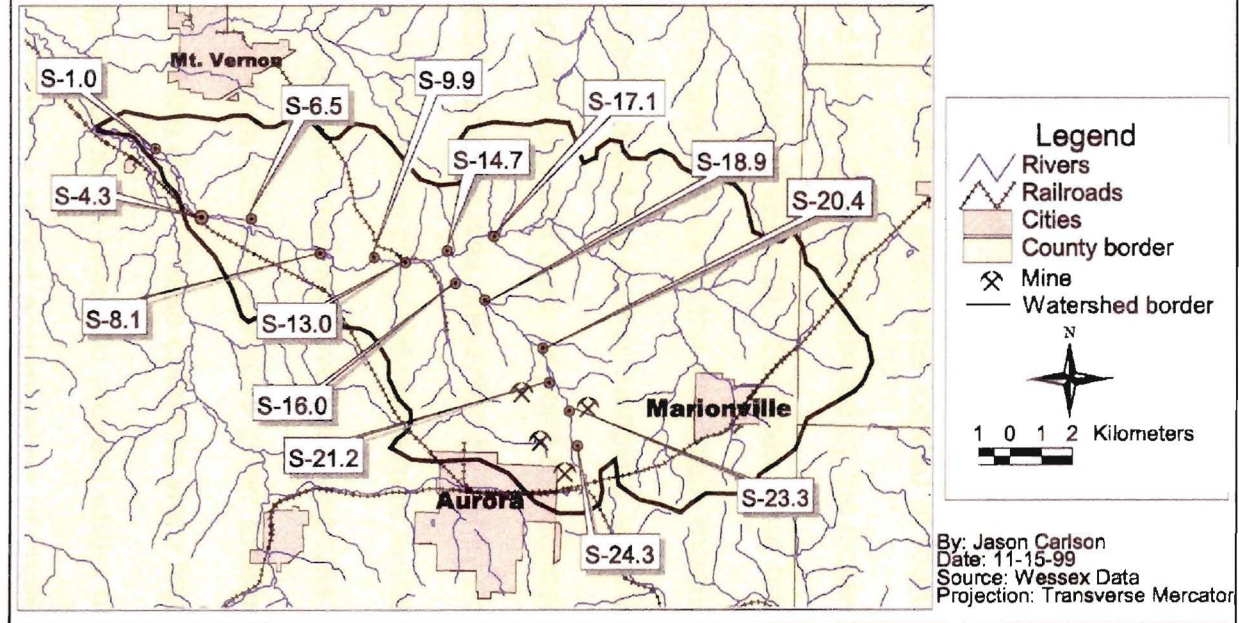 Mt. Vernon
S-1.0
S-9.9
S-6.5
S-17.1
S-14.7
S-18.9
S-4.3
S-20.4
S-8.1
S-13.0
S-16.0
Marionville
S-21.2
Aurora
S-23.3
S-24.3
Legend
Rivers
Railroads
Cities
County border
Mine
Watershed border
N
1 0 1 2 Kilometers
By: Jason Carlson
Date: 11-15-99
Source: Wessex Data
Projection: Transverse Mercator